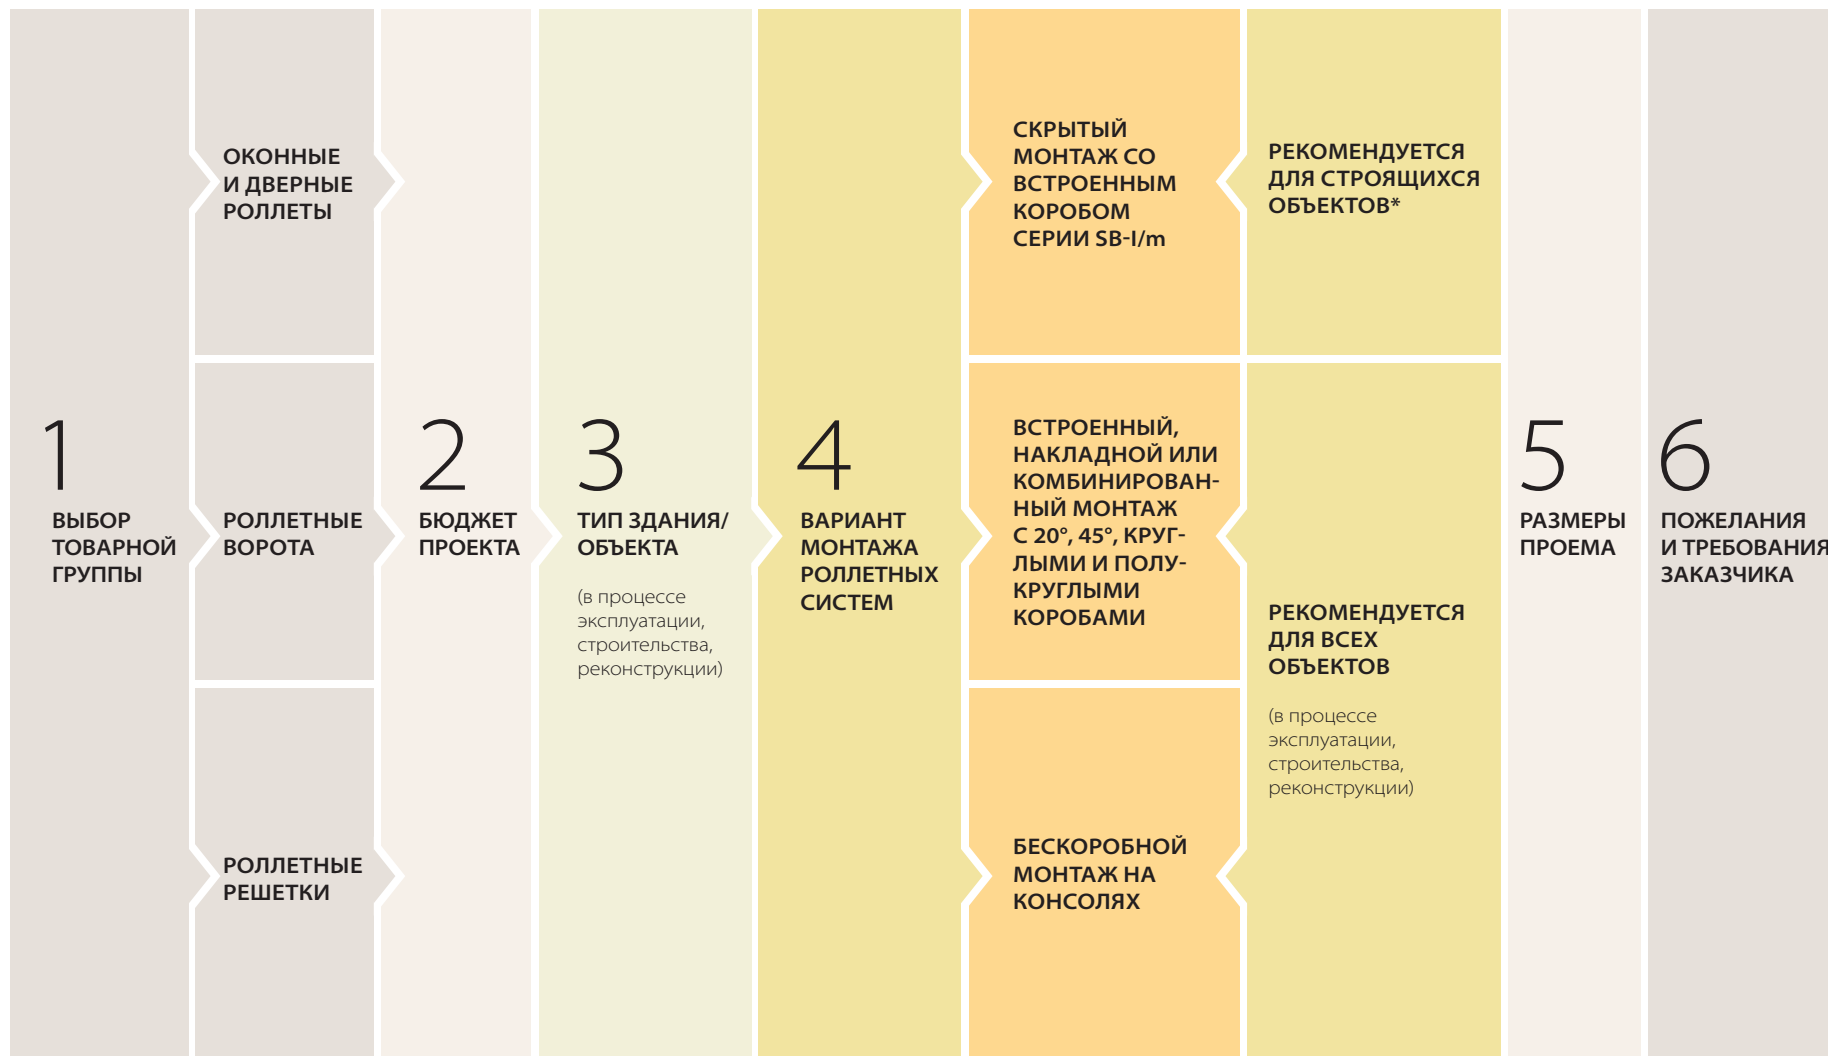 1
ВЫБОР
ТОВАРНОЙ
ГРУППЫ
ОКОННЫЕ
И ДВЕРНЫЕ
РОЛЛЕТЫ
РОЛЛЕТНЫЕ
ВОРОТА
РОЛЛЕТНЫЕ
РЕШЕТКИ
2
БЮДЖЕТ
ПРОЕКТА
3
ТИП ЗДАНИЯ/
ОБЪЕКТА
(в процессе
эксплуатации,
строительства,
реконструкции)
4
ВАРИАНТ
МОНТАЖА
РОЛЛЕТНЫХ
СИСТЕМ
СКРЫТЫЙ
МОНТАЖ СО
ВСТРОЕННЫМ
КОРОБОМ
СЕРИИ SB-I/m
ВСТРОЕННЫЙ,
НАКЛАДНОЙ ИЛИ
КОМБИНИРОВАН-
НЫЙ МОНТАЖ
С 20°, 45°, КРУГ-
ЛЫМИ И ПОЛУ-
КРУГЛЫМИ
КОРОБАМИ
БЕСКОРОБНОЙ
МОНТАЖ НА
КОНСОЛЯХ
РЕКОМЕНДУЕТСЯ
ДЛЯ СТРОЯЩИХСЯ
ОБЪЕКТОВ*
РЕКОМЕНДУЕТСЯ
ДЛЯ ВСЕХ
ОБЪЕКТОВ
(в процессе
эксплуатации,
строительства,
реконструкции)
5
РАЗМЕРЫ
ПРОЕМА
6
ПОЖЕЛАНИЯ
И ТРЕБОВАНИЯ
ЗАКАЗЧИКА